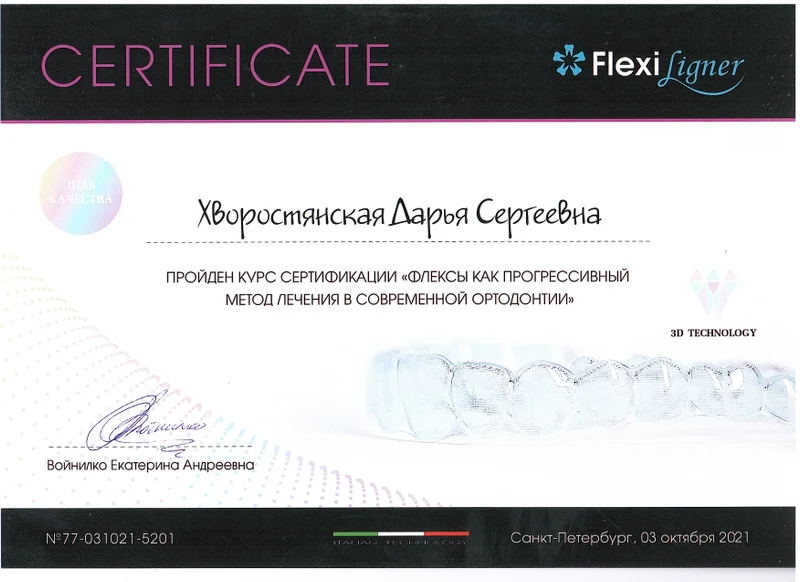 CERTIFICATE
Flexi Ligner
ЗНАК
КАЧЕСТВА
Хворостянская Дарья Сергеевна
ПРОЙДЕН КУРС СЕРТИФИКАЦИИ «ФЛЕКСЫ КАК ПРОГРЕССИВНЫЙ
МЕТОД ЛЕЧЕНИЯ В СОВРЕМЕННОЙ ОРТОДОНТИИ»
3D TECHNOLOGY
Войнилко
Войнилко Екатерина Андреевна
№77-031021-5201
ITALIAN TECHNOLOGY
Санкт-Петербург, 03 октября 2021